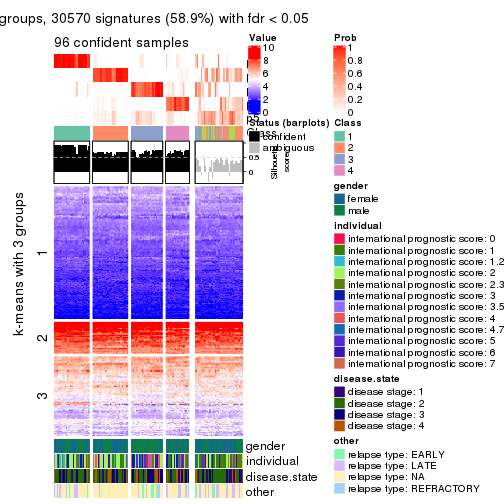 groups, 30570 signatures (58.9%) with fdr < 0.05
96 confident samples
k-means with 3 groups
1
2
3
Class
gender
individual
disease.state
other
Value
10
8
6
4
2
0
Status (barplots)
confident
ambiguous
0.5
0
Silhouette
score
Prob
1
0.8
0.6
0.4
0.2
0
Class
1
2
3
4
gender
female
male
individual
international prognostic score: 0
international prognostic score: 1
international prognostic score: 1.2
international prognostic score: 2
international prognostic score: 2.3
international prognostic score: 3
international prognostic score: 3.5
international prognostic score: 4
international prognostic score: 4.7
international prognostic score: 5
international prognostic score: 6
international prognostic score: 7
disease.state
disease stage: 1
disease stage: 2
disease stage: 3
disease stage: 4
other
relapse type: EARLY
relapse type: LATE
relapse type: NA
relapse type: REFRACTORY